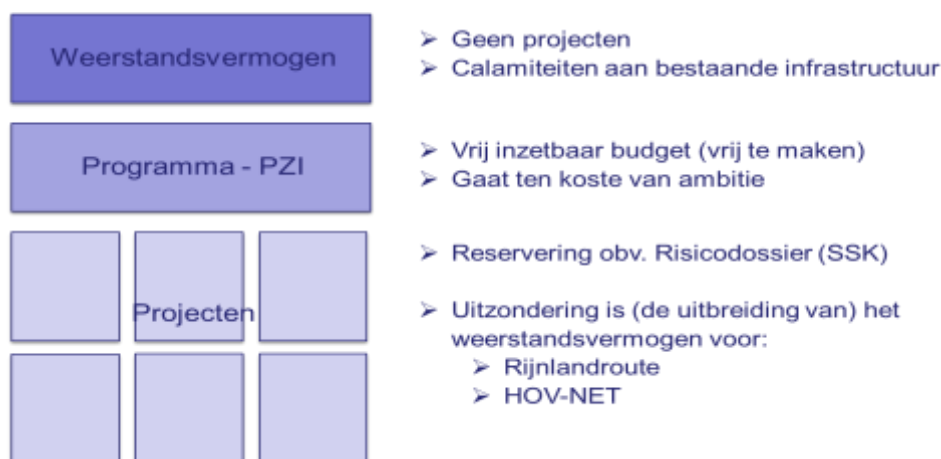 Weerstandsvermogen
➢ Geen projecten
➢ Calamiteiten aan bestaande infrastructuur
Programma - PZI
➢ Vrij inzetbaar budget (vrij te maken)
➢ Gaat ten koste van ambitie
Projecten
➢ Reservering obv. Risicodossier (SSK)
➢ Uitzondering is (de uitbreiding van) het
weerstandsvermogen voor:
➢ Rijnlandroute
➢ HOV-NET